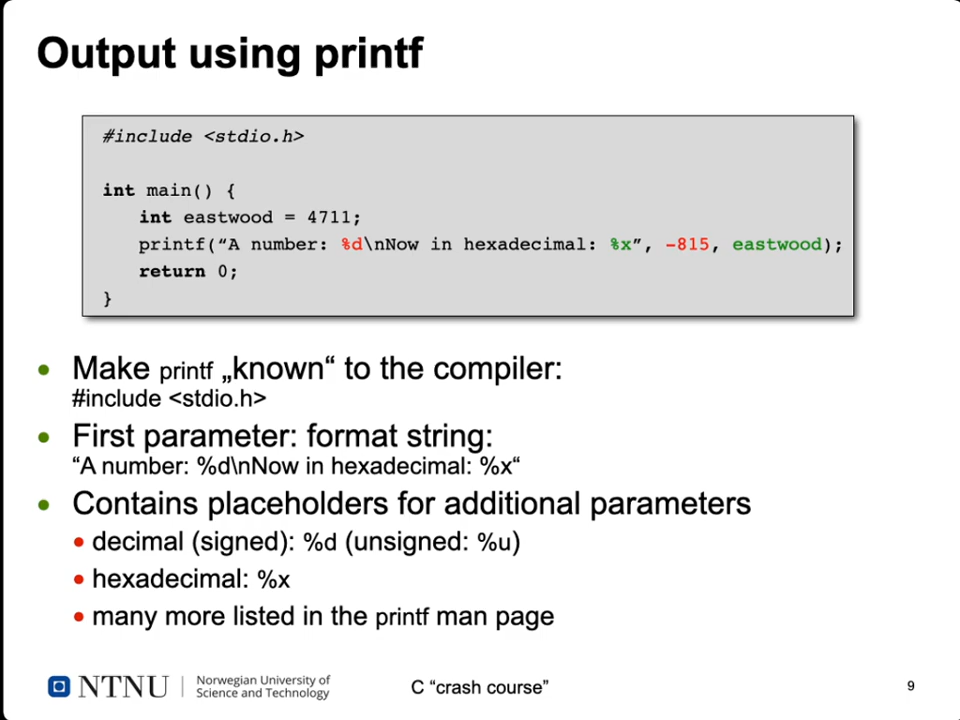 Output using printf
#include <stdio.h>
int main() {
int eastwood = 4711;
printf(“A number: %d\nNow in hexadecimal: %x”, -815, eastwood);
return 0;
}
• Make printf „known“ to the compiler:
#include <stdio.h>
• First parameter: format string:
“A number: %d\nNow in hexadecimal: %x“
• Contains placeholders for additional parameters
• decimal (signed): %d (unsigned: %u)
• hexadecimal: %x
• many more listed in the printf man page
NTNU
Norwegian University of
Science and Technology
C “crash course”
9